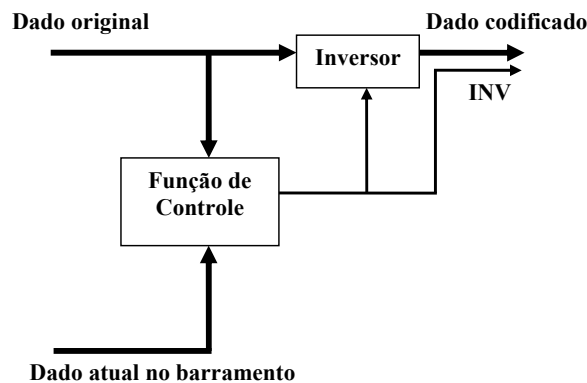 Dado original
Dado codificado
Inversor
INV
Função de
Controle
Dado atual no barramento